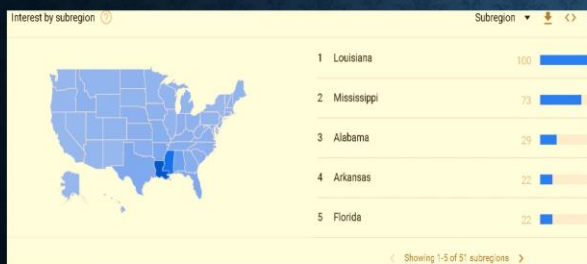 Interest by subregion
Subregion
1 Louisiana 100
2 Mississippi 73
3 Alabama 29
4 Arkansas 22
5 Florida 22
Showing 1-5 of 51 subregions